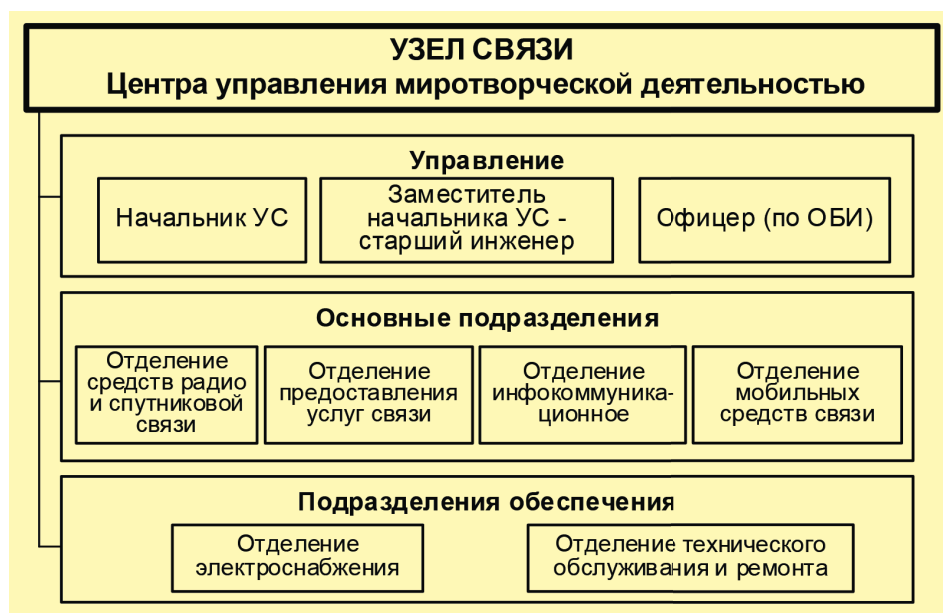 УЗЕЛ СВЯЗИ
Центра управления миротворческой деятельностью
Управление
Начальник УС
Заместитель
начальника УС -
старший инженер
Офицер (по ОБИ)
Основные подразделения
Отделение
средств радио
и спутниковой
связи
Отделение
предоставления
услуг связи
Отделение
инфокоммуника-
ционное
Отделение
мобильных
средств связи
Подразделения обеспечения
Отделение
электроснабжения
Отделение технического
обслуживания и ремонта